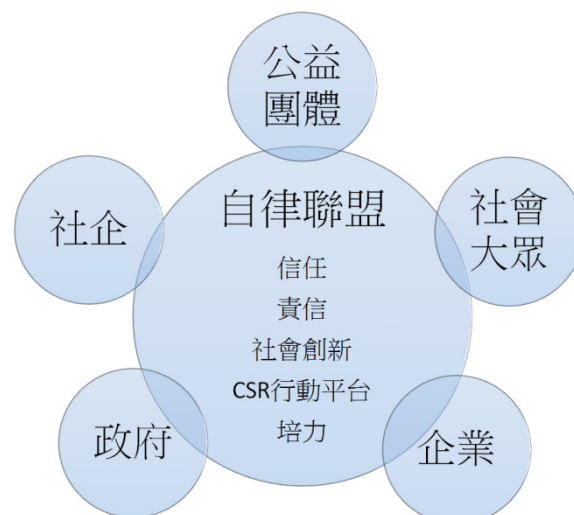 公益
團體
社企
自律聯盟
社會
大眾
信任
責信
社會創新
CSR行動平台
培力
政府
企業